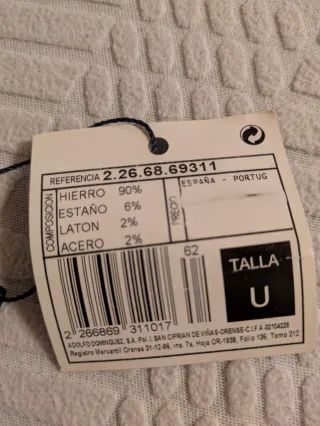 REFERENCIA 2.26.68.69311
COMPOSICION
HIERRO 90%
ESTAÑO 6%
LATON 2%
ACERO 2%
PRECIO
ESPAÑA - PORTUG
62
TALLA
U
2 266869 311017
ADOLFO DOMINGUEZ, S.A. Pol. I. SAN CIPRIAN DE VIÑAS-ORENSE-C.I.F. A-32104226
Registro Mercantil Orense 31-12-96, ins. 7a, Hoja OR-133B, Folio 136, Tomo 212